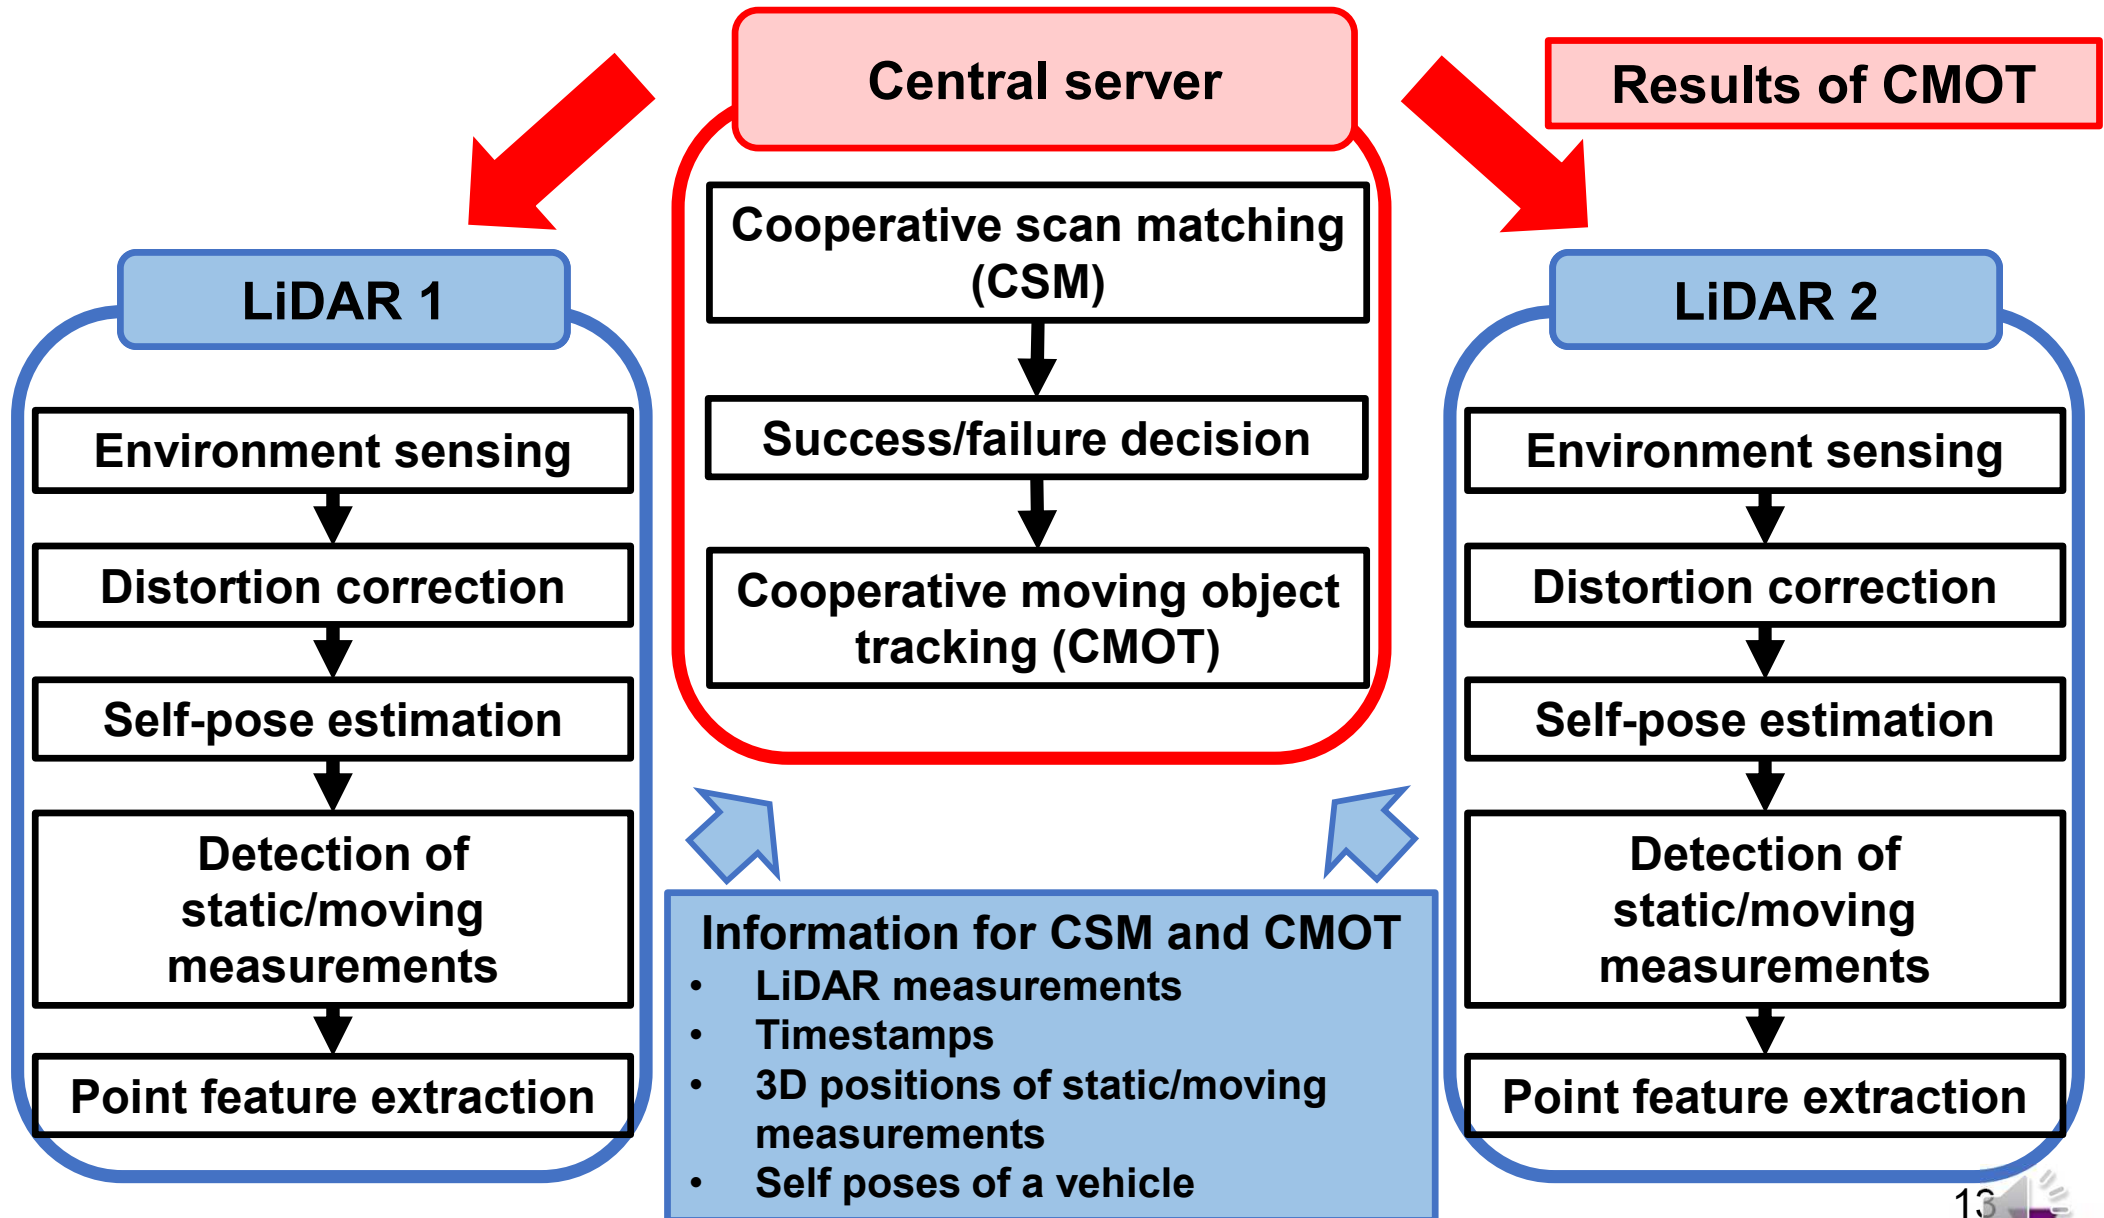 Central server
Results of CMOT
Cooperative scan matching
(CSM)
Success/failure decision
Cooperative moving object
tracking (CMOT)
LiDAR 1
Environment sensing
Distortion correction
Self-pose estimation
Detection of
static/moving
measurements
Point feature extraction
LiDAR 2
Environment sensing
Distortion correction
Self-pose estimation
Detection of
static/moving
measurements
Point feature extraction
Information for CSM and CMOT
• LiDAR measurements
• Timestamps
• 3D positions of static/moving
measurements
• Self poses of a vehicle
13